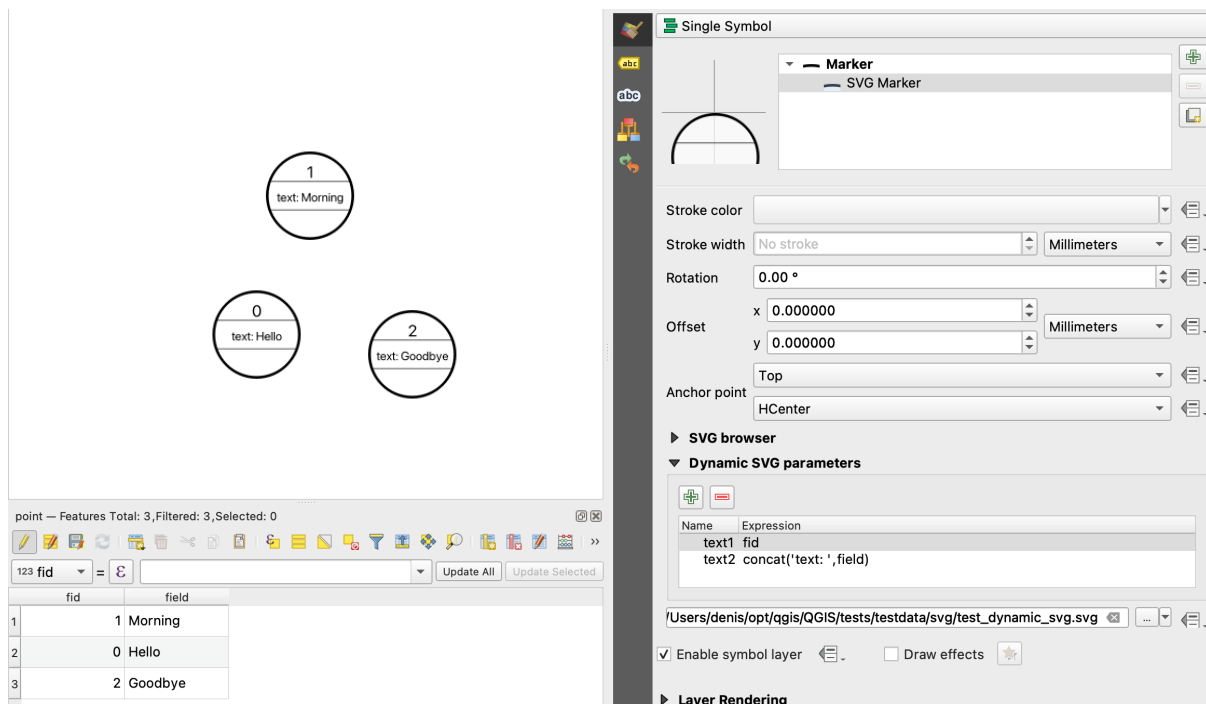 1
text: Morning
0
text: Hello
2
text: Goodbye
point — Features Total: 3,Filtered: 3,Selected: 0
123 fid = ε Update All Update Selected
fid field
1 1 Morning
2 0 Hello
3 2 Goodbye
abc
abc
Single Symbol
Marker
SVG Marker
Stroke color
Stroke width No stroke Millimeters
Rotation 0.00 °
Offset x 0.000000 Millimeters
y 0.000000
Anchor point Top
HCenter
SVG browser
Dynamic SVG parameters
Name Expression
text1 fid
text2 concat('text: ',field)
/Users/denis/opt/qgis/QGIS/tests/testdata/svg/test_dynamic_svg.svg ...
Enable symbol layer Draw effects
Layer Rendering